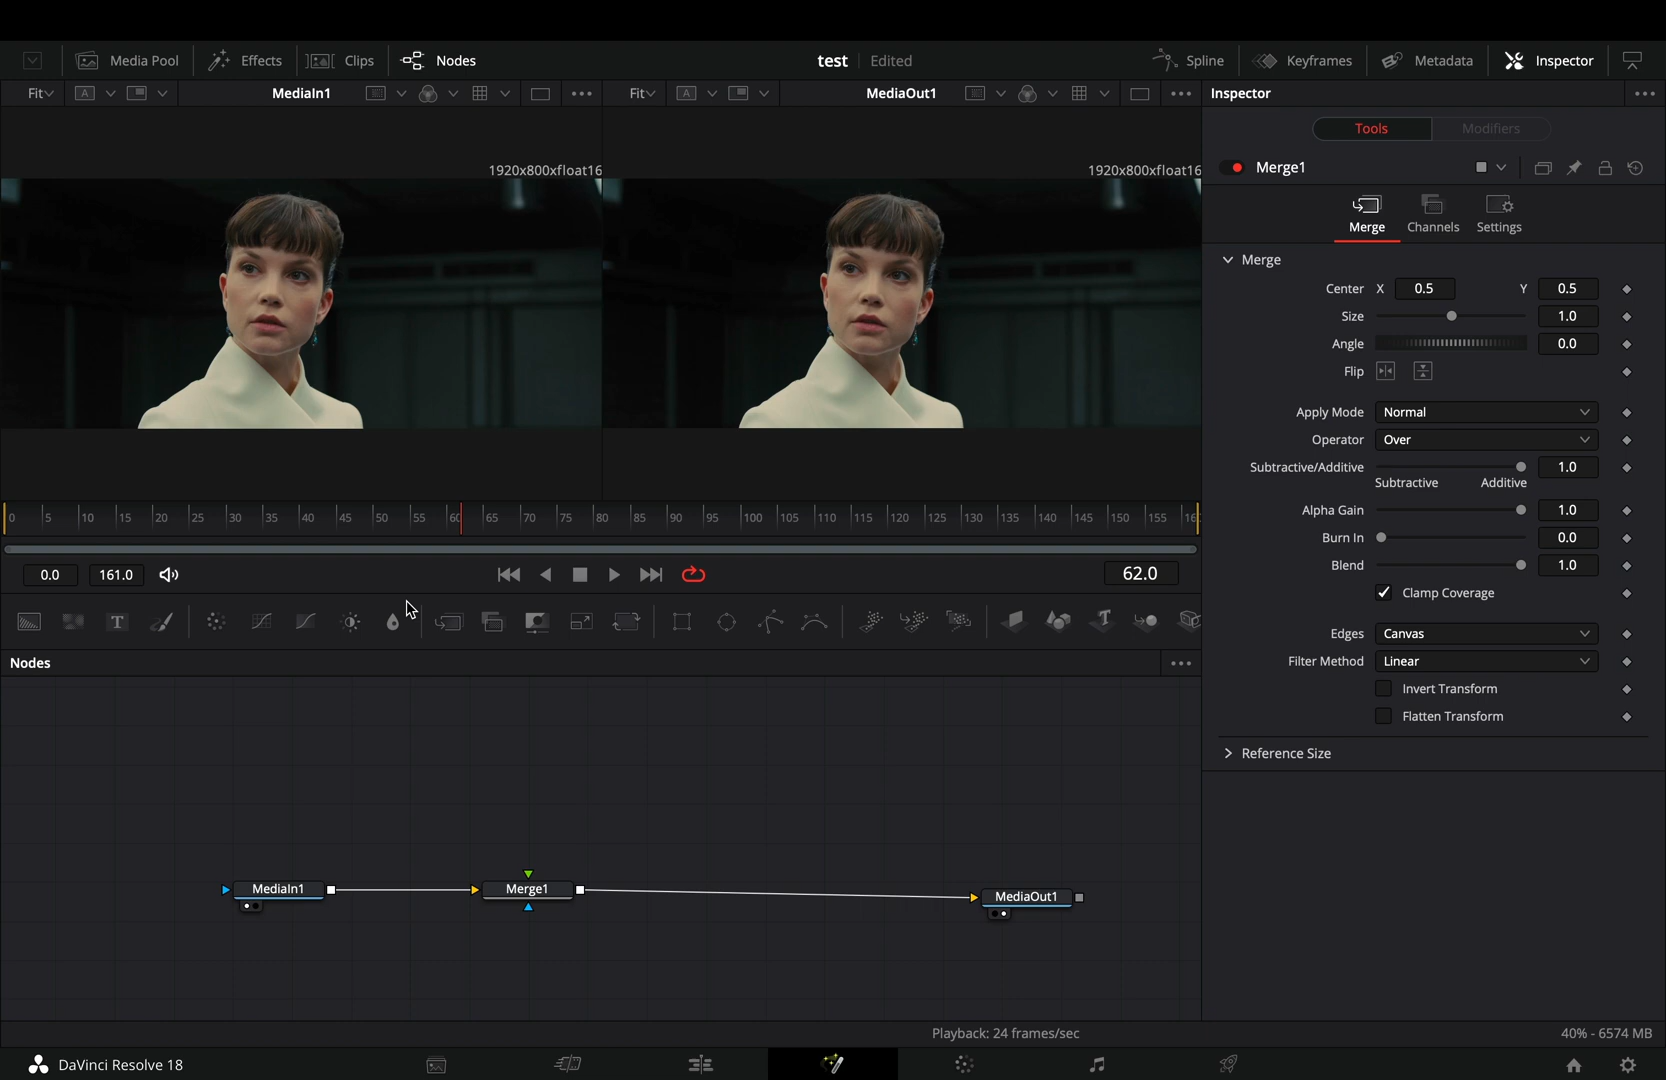 Media Pool Effects Clips Nodes test Edited Spline Keyframes Metadata Inspector
Fit A MediaIn1 Fit A MediaOut1 Inspector
Tools Modifiers
1920x800xfloat16 1920x800xfloat16 Merge1
Merge Channels Settings
Merge
Center X 0.5 Y 0.5
Size 1.0
Angle 0.0
Flip
Apply Mode Normal
Operator Over
Subtractive/Additive 1.0
Subtractive Additive
Alpha Gain 1.0
Burn In 0.0
Blend 1.0
Clamp Coverage
Edges Canvas
Filter Method Linear
Invert Transform
Flatten Transform
Reference Size
0 5 10 15 20 25 30 35 40 45 50 55 60 65 70 75 80 85 90 95 100 105 110 115 120 125 130 135 140 145 150 155
0.0 161.0 62.0
T T
Nodes
MediaIn1 Merge1 MediaOut1
Playback: 24 frames/sec 40% - 6574 MB
DaVinci Resolve 18